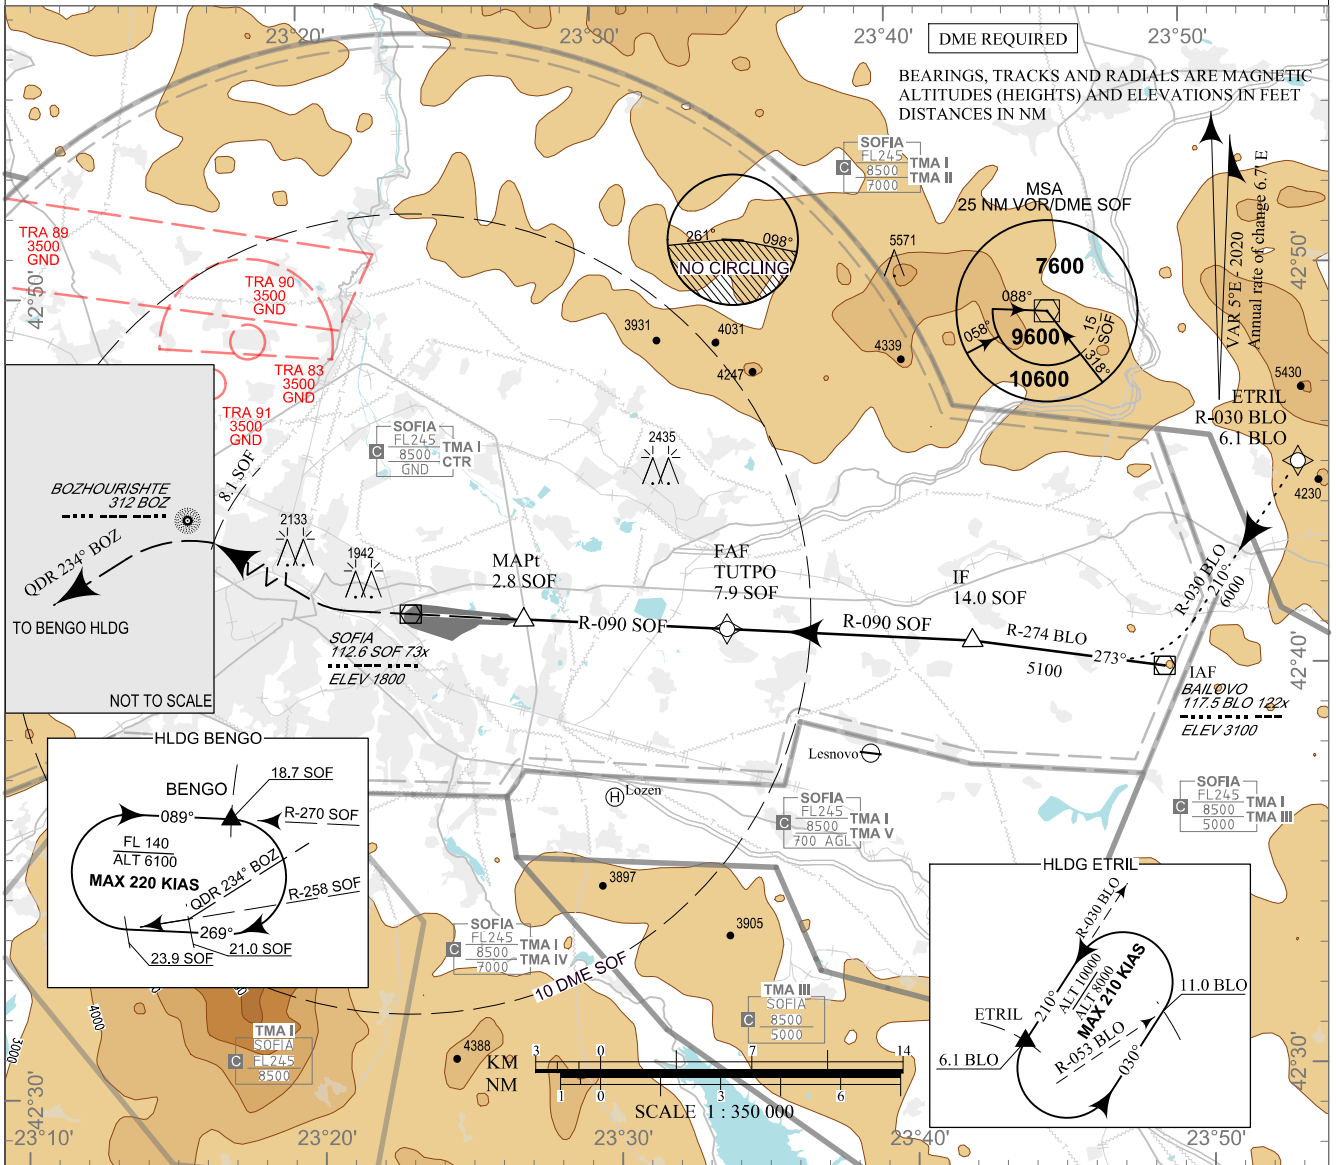 23°20'
23°30'
23°40'
23°50'
DME REQUIRED
BEARINGS, TRACKS AND RADIALS ARE MAGNETIC
ALTITUDES (HEIGHTS) AND ELEVATIONS IN FEET
DISTANCES IN NM
SOFIA
FL245
8500
7000
C
TMA I
TMA II
MSA
25 NM VOR/DME SOF
7600
088°
058°
9600
15
SOF
318°
10600
VAR 5°E - 2020
Annual rate of change 6.7' E
42°50'
42°50'
TRA 89
3500
GND
TRA 90
3500
GND
TRA 83
3500
GND
TRA 91
3500
GND
261°
098°
NO CIRCLING
5571
3931
4031
4247
4339
5430
ETRIL
R-030 BLO
6.1 BLO
4230
SOFIA
FL245
8500
GND
C
TMA I
CTR
2435
8.1 SOF
BOZHOURISHTE
312 BOZ
QDR 234° BOZ
TO BENGO HLDG
NOT TO SCALE
2133
1942
MAPt
2.8 SOF
FAF
TUTPO
7.9 SOF
IF
14.0 SOF
R-090 SOF
R-090 SOF
R-274 BLO
5100
273°
R-030 BLO
210°
6000
IAF
BAILOVO
117.5 BLO 122x
ELEV 3100
42°40'
SOFIA
112.6 SOF 73x
ELEV 1800
HLDG BENGO
BENGO
18.7 SOF
089°
R-270 SOF
FL 140
ALT 6100
MAX 220 KIAS
QDR 234° BOZ
R-258 SOF
269°
21.0 SOF
23.9 SOF
Lesnovo
H
Lozen
SOFIA
FL245
8500
700 AGL
C
TMA I
TMA V
SOFIA
FL245
8500
5000
C
TMA I
TMA III
3897
3905
SOFIA
FL245
8500
7000
C
TMA I
TMA IV
10 DME SOF
TMA III
SOFIA
8500
5000
C
TMA I
SOFIA
FL245
8500
C
4000
3000
4388
HLDG ETRIL
R-030 BLO
210°
ALT 10000
ALT 8000
MAX 210 KIAS
11.0 BLO
ETRIL
6.1 BLO
R-053 BLO
030°
KM
3
0
7
14
NM
1
0
3
6
SCALE 1 : 350 000
42°30'
42°30'
23°10'
23°20'
23°30'
23°40'
23°50'